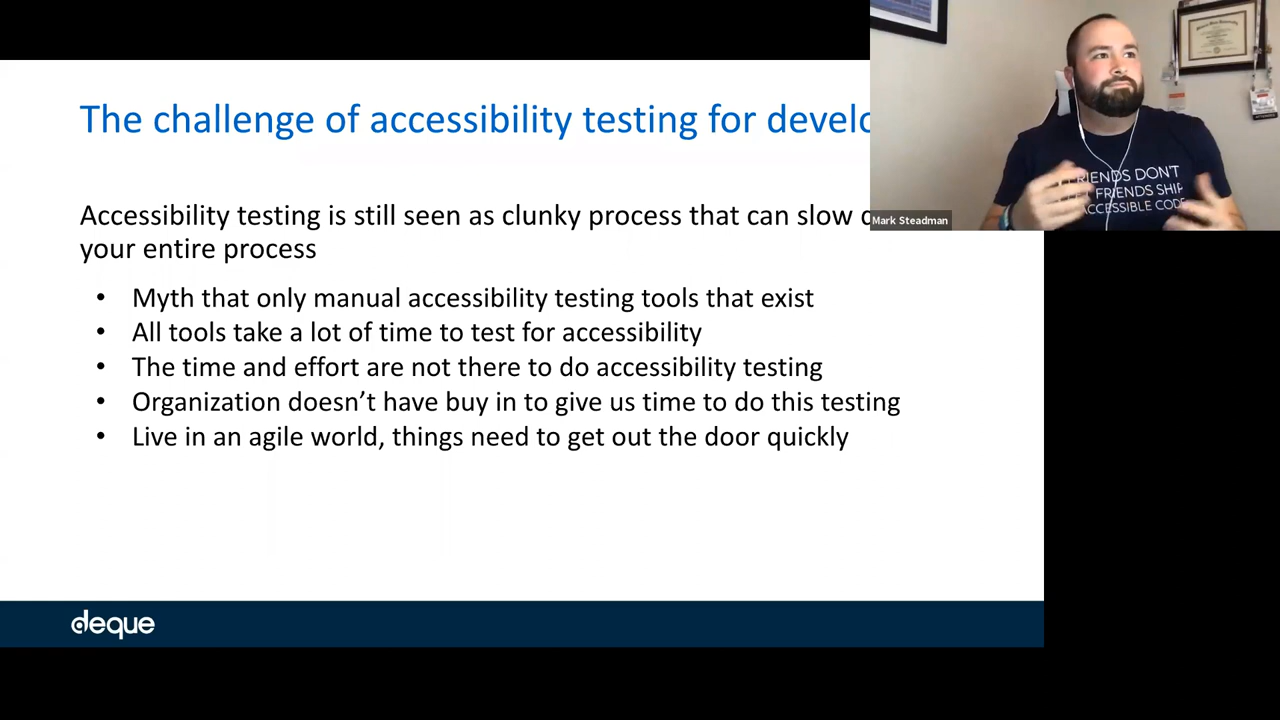 The challenge of accessibility testing for develo
Accessibility testing is still seen as clunky process that can slow
your entire process
• Myth that only manual accessibility testing tools that exist
• All tools take a lot of time to test for accessibility
• The time and effort are not there to do accessibility testing
• Organization doesn’t have buy in to give us time to do this testing
• Live in an agile world, things need to get out the door quickly
deque
FRIENDS DON'T
FRIENDS SHIP
ACCESSIBLE CODE
Mark Steadman